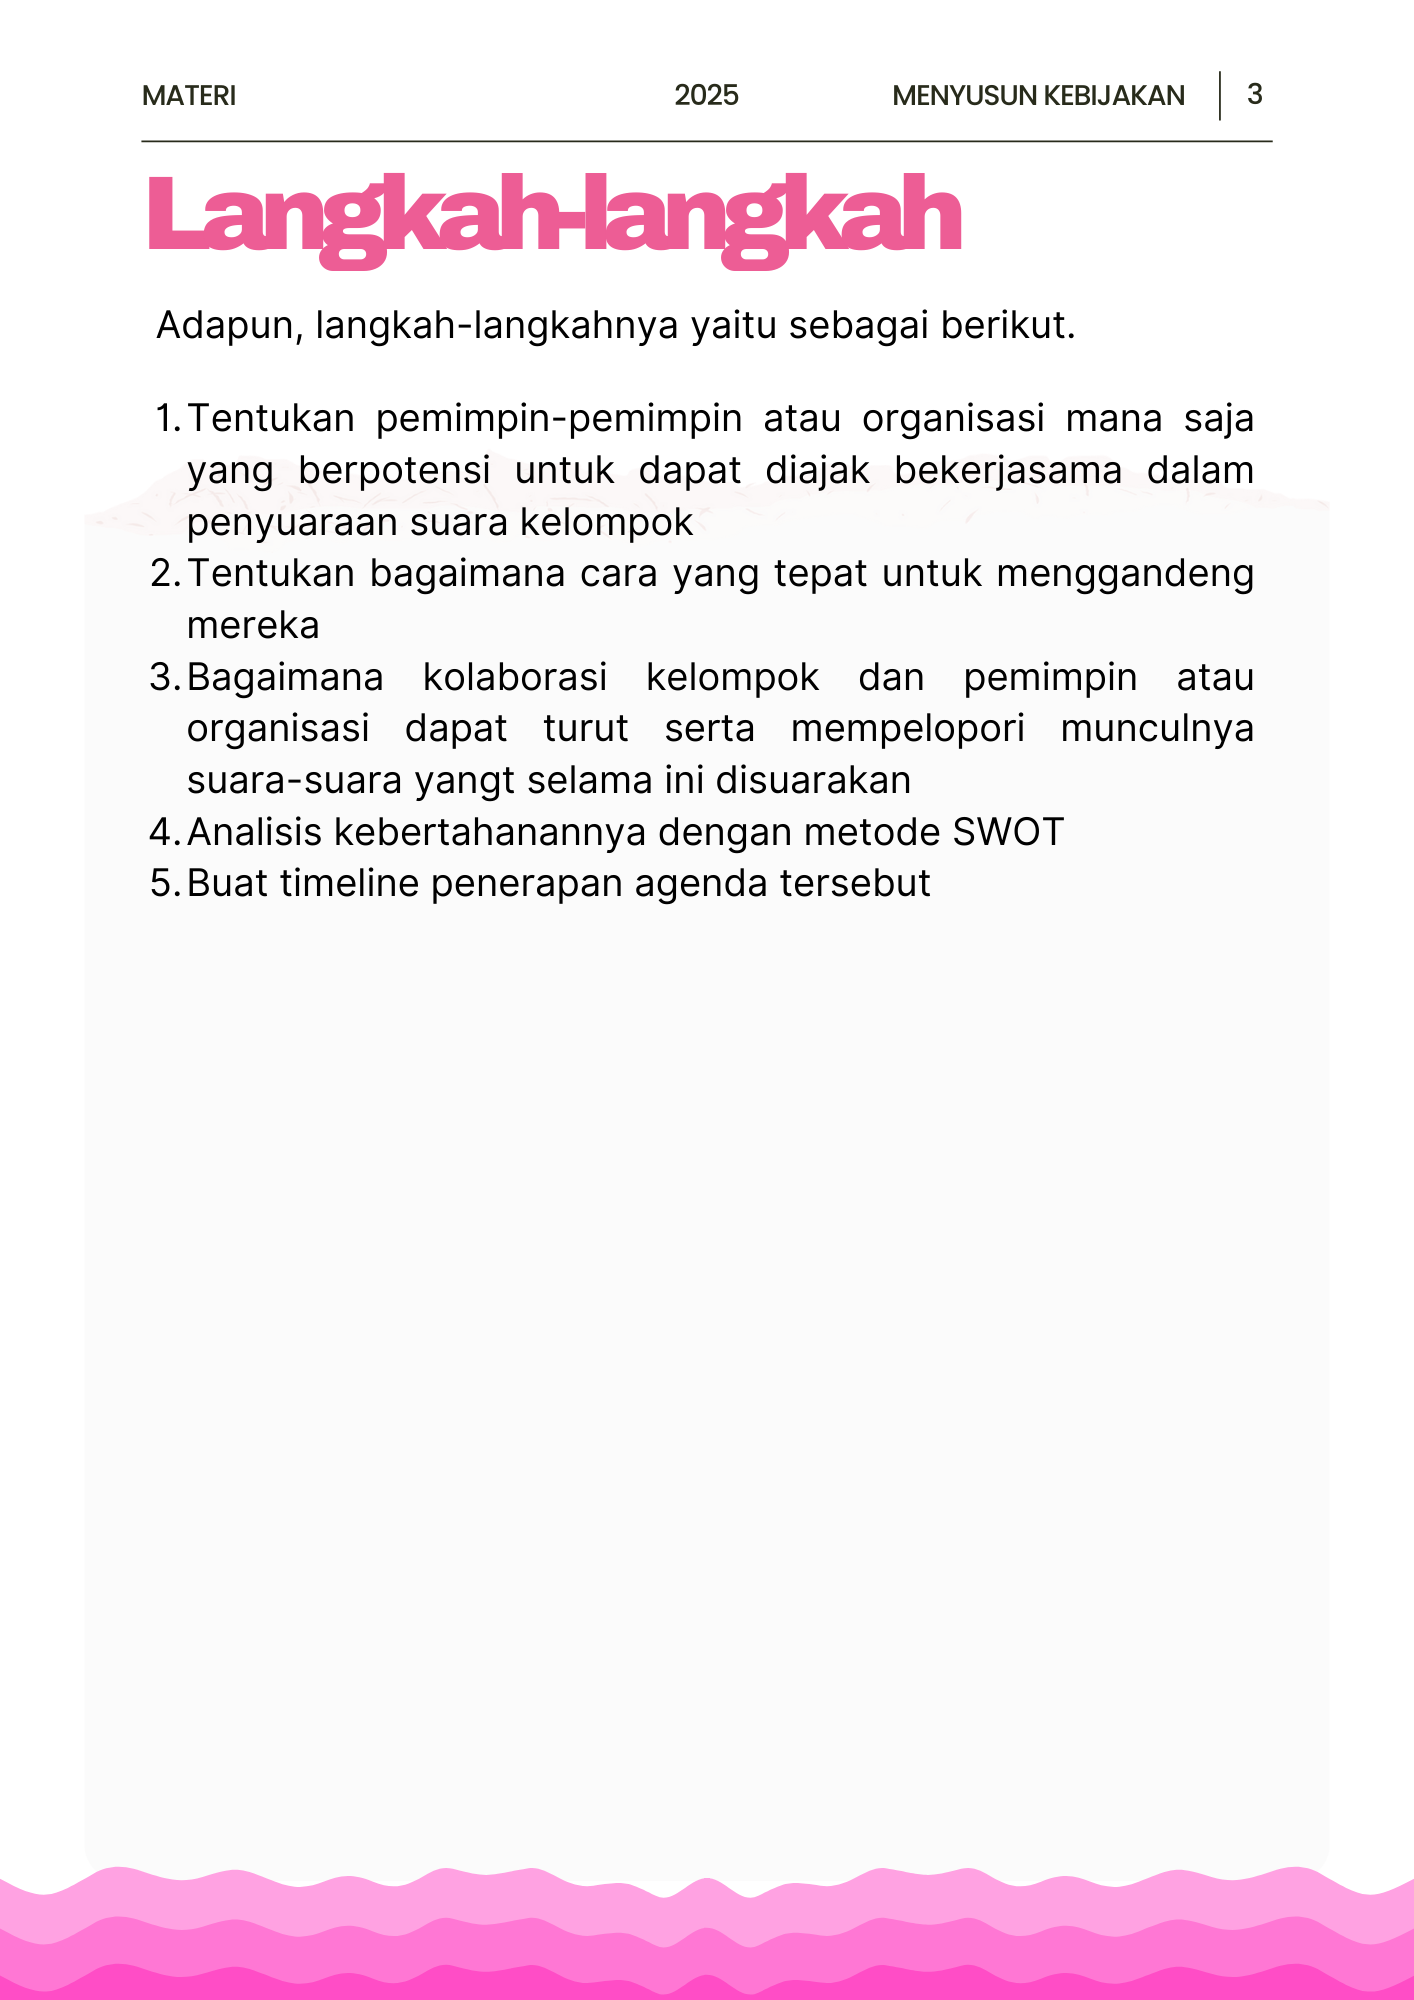 MATERI 2025 MENYUSUN KEBIJAKAN 3
Langkah-langkah
Adapun, langkah-langkahnya yaitu sebagai berikut.
1. Tentukan pemimpin-pemimpin atau organisasi mana saja
yang berpotensi untuk dapat diajak bekerjasama dalam
penyuaraan suara kelompok
2. Tentukan bagaimana cara yang tepat untuk menggandeng
mereka
3. Bagaimana kolaborasi kelompok dan pemimpin atau
organisasi dapat turut serta mempelopori munculnya
suara-suara yangt selama ini disuarakan
4. Analisis kebertahanannya dengan metode SWOT
5. Buat timeline penerapan agenda tersebut